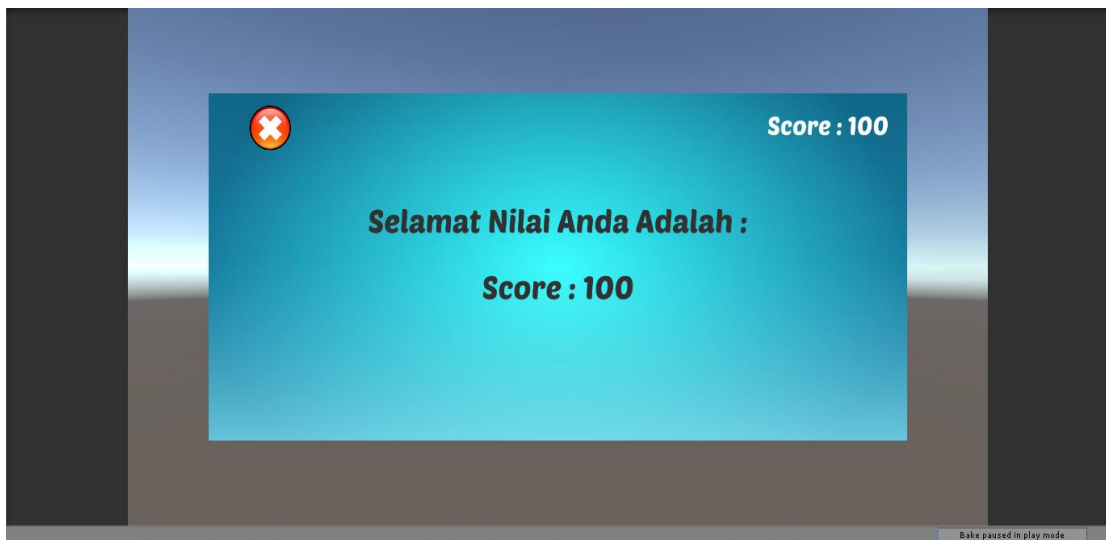 Score : 100
Selamat Nilai Anda Adalah :
Score : 100
Bake paused in play mode